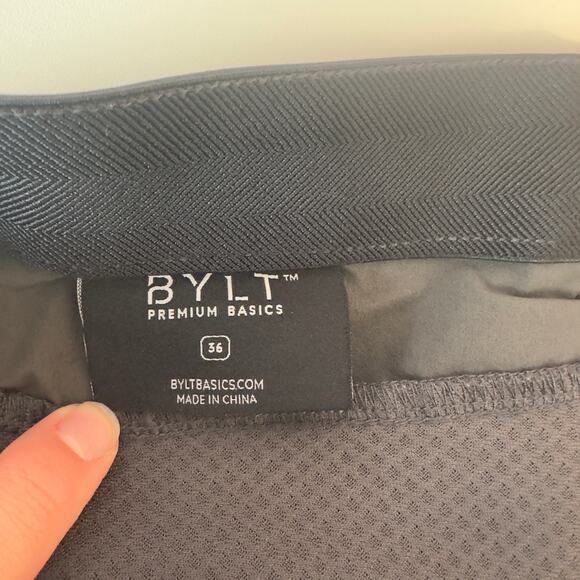 BYLT™
PREMIUM BASICS
36
BYLTBASICS.COM
MADE IN CHINA